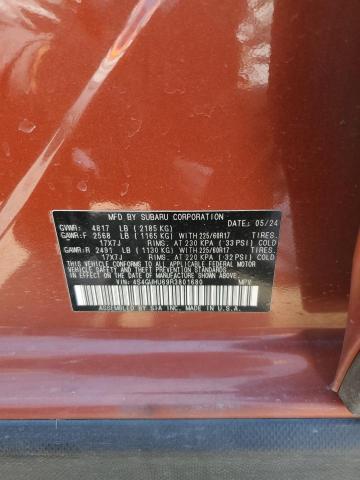 MFD BY SUBARU CORPORATION DATE: 05/24
GVWR: 4817 LB (2185 KG)
GAWR:F 2568 LB (1165 KG) WITH 225/60R17 TIRES,
17X7J RIMS, AT 230 KPA (33 PSI) COLD
GAWR:R 2491 LB (1130 KG) WITH 225/60R17 TIRES,
17X7J RIMS, AT 220 KPA (32 PSI) COLD
THIS VEHICLE CONFORMS TO ALL APPLICABLE FEDERAL MOTOR
VEHICLE SAFETY AND BUMPER STANDARDS
IN EFFECT ON THE DATE OF MANUFACTURE SHOWN ABOVE.
VIN: 4S4GUHU69R3801680 MPV
ASSEMBLED BY SIA INC. MADE IN U.S.A.